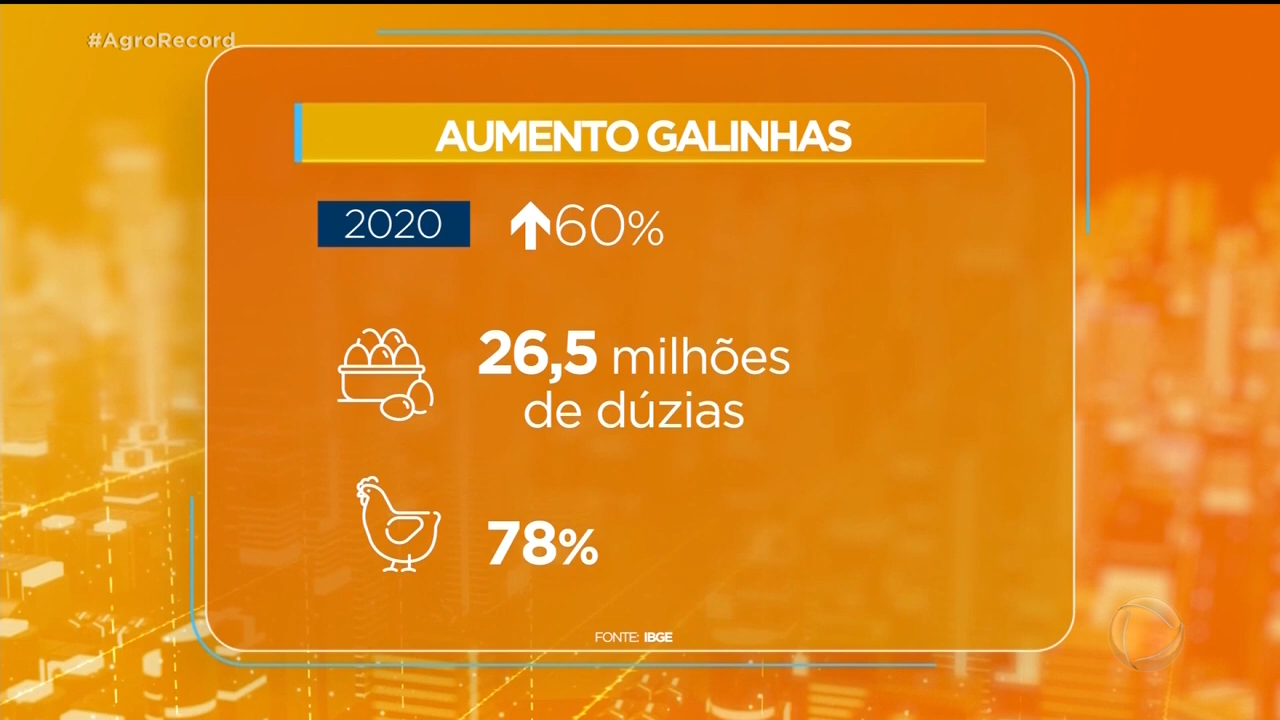 #AgroRecord
AUMENTO GALINHAS
2020
60%
26,5 milhões
de dúzias
78%
FONTE: IBGE